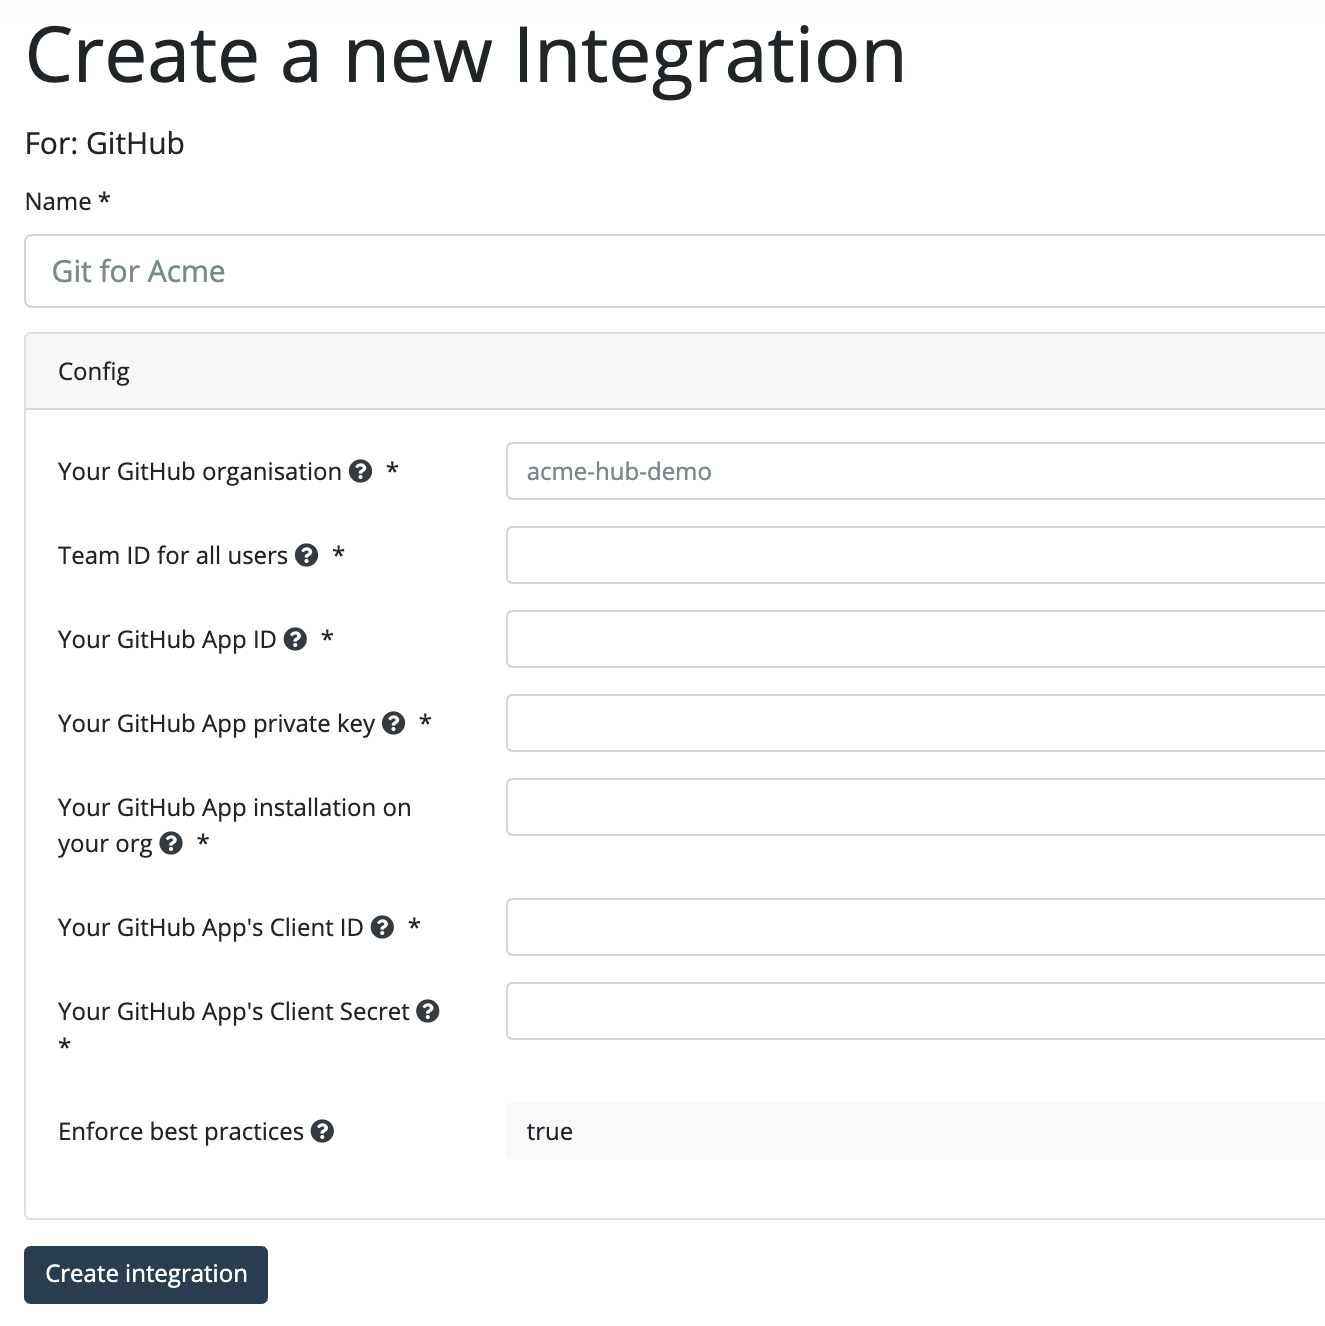 Create a new Integration
For: GitHub
Name *
Git for Acme
Config
Your GitHub organisation ? *
acme-hub-demo
Team ID for all users ? *
Your GitHub App ID ? *
Your GitHub App private key ? *
Your GitHub App installation on
your org ? *
Your GitHub App's Client ID ? *
Your GitHub App's Client Secret ?
*
Enforce best practices ?
true
Create integration